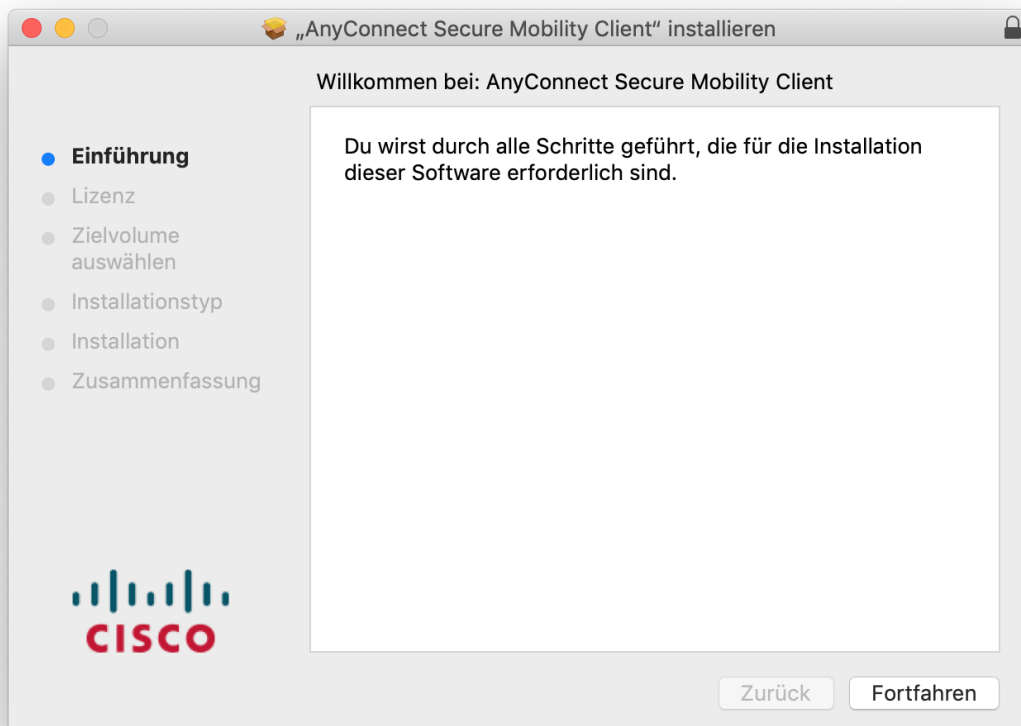 „AnyConnect Secure Mobility Client“ installieren
Willkommen bei: AnyConnect Secure Mobility Client
Einführung
Lizenz
Zielvolume
auswählen
Installationstyp
Installation
Zusammenfassung
Du wirst durch alle Schritte geführt, die für die Installation
dieser Software erforderlich sind.
CISCO
Zurück
Fortfahren